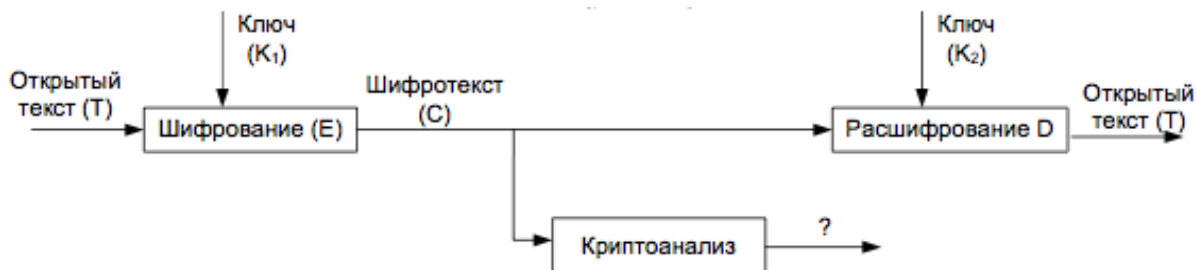 Ключ
(K₁)
Ключ
(K₂)
Открытый
текст (T)
Шифротекст
(C)
Открытый
текст (T)
Шифрование (E)
Расшифрование D
Криптоанализ
?